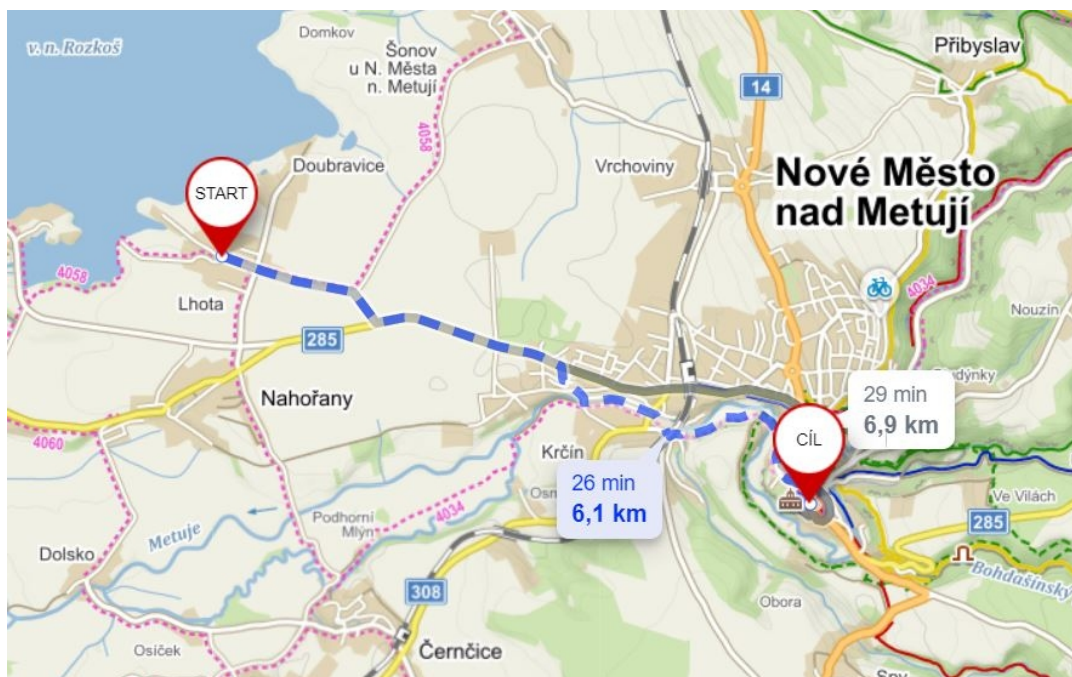 v. n. Rozkoš
Domkov
Šonov
u N. Města
n. Metují
Přibyslav
14
4058
Doubravice
Vrchoviny
Nové Město
nad Metují
START
4058
4034
Lhota
Nouzín
285
Nahořany
29 min
6,9 km
4060
Krčín
CÍL
26 min
6,1 km
Ve Vilách
4034
285
Podhorní
Mlýn
Metuje
Dolsko
Bohdašínský
308
Obora
Osíček
Černčice